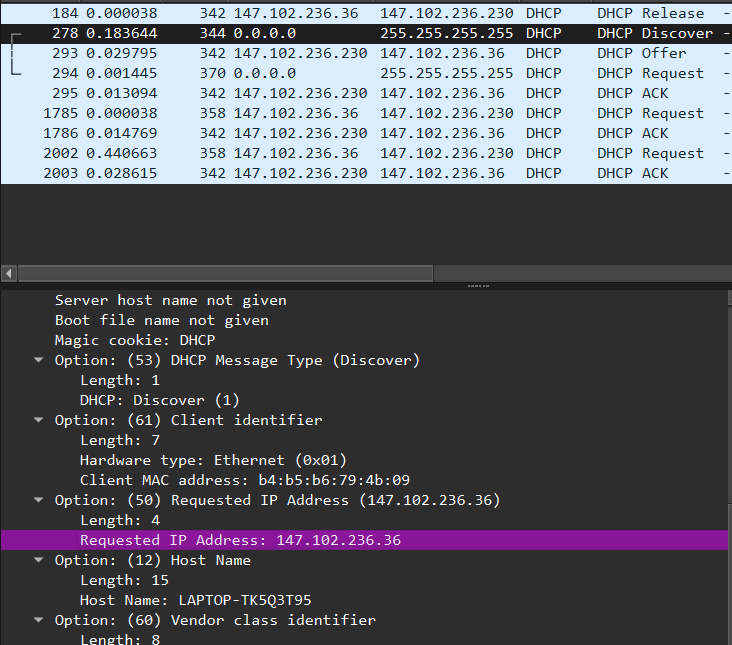 184 0.000038 342 147.102.236.36 147.102.236.230 DHCP DHCP Release -
278 0.183644 344 0.0.0.0 255.255.255.255 DHCP DHCP Discover -
293 0.029795 342 147.102.236.230 147.102.236.36 DHCP DHCP Offer -
294 0.001445 370 0.0.0.0 255.255.255.255 DHCP DHCP Request -
295 0.013094 342 147.102.236.230 147.102.236.36 DHCP DHCP ACK -
1785 0.000038 358 147.102.236.36 147.102.236.230 DHCP DHCP Request -
1786 0.014769 342 147.102.236.230 147.102.236.36 DHCP DHCP ACK -
2002 0.440663 358 147.102.236.36 147.102.236.230 DHCP DHCP Request -
2003 0.028615 342 147.102.236.230 147.102.236.36 DHCP DHCP ACK -
Server host name not given
Boot file name not given
Magic cookie: DHCP
Option: (53) DHCP Message Type (Discover)
Length: 1
DHCP: Discover (1)
Option: (61) Client identifier
Length: 7
Hardware type: Ethernet (0x01)
Client MAC address: b4:b5:b6:79:4b:09
Option: (50) Requested IP Address (147.102.236.36)
Length: 4
Requested IP Address: 147.102.236.36
Option: (12) Host Name
Length: 15
Host Name: LAPTOP-TK5Q3T95
Option: (60) Vendor class identifier
Length: 8